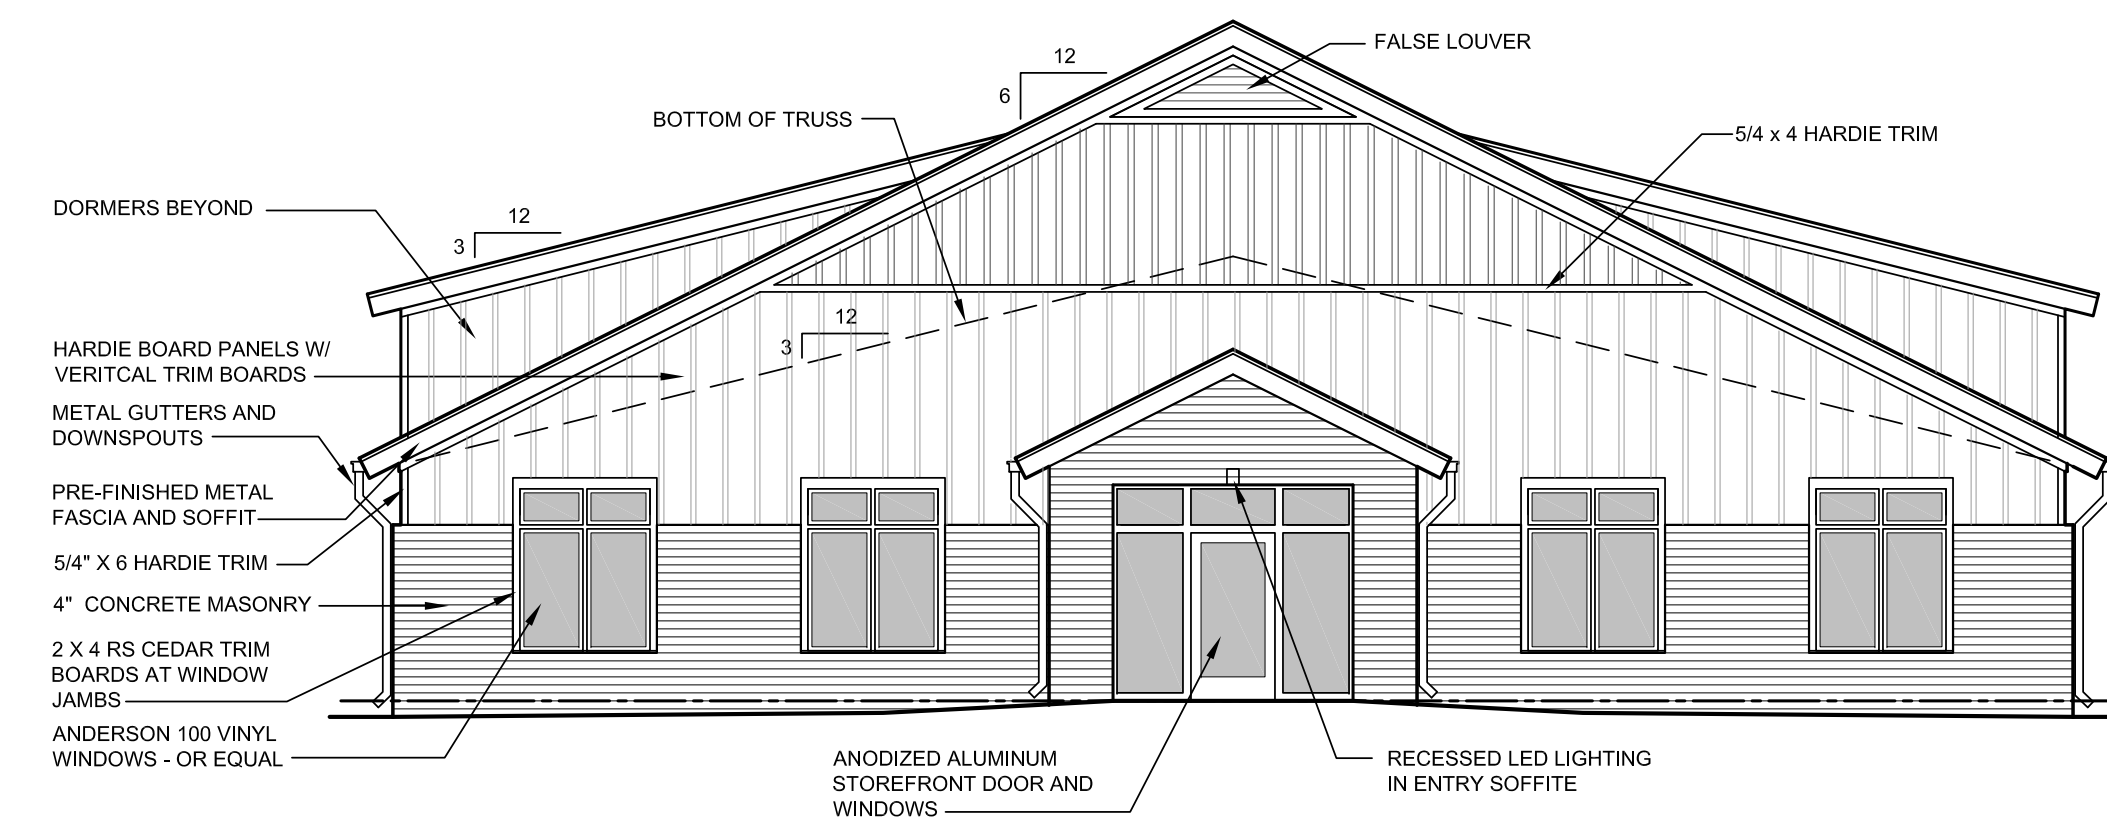 FALSE LOUVER
12
6
BOTTOM OF TRUSS
5/4 x 4 HARDIE TRIM
DORMERS BEYOND
12
3
12
3
HARDIE BOARD PANELS W/
VERITCAL TRIM BOARDS
METAL GUTTERS AND
DOWNSPOUTS
PRE-FINISHED METAL
FASCIA AND SOFFIT
5/4" X 6 HARDIE TRIM
4" CONCRETE MASONRY
2 X 4 RS CEDAR TRIM
BOARDS AT WINDOW
JAMBS
ANDERSON 100 VINYL
WINDOWS - OR EQUAL
ANODIZED ALUMINUM
STOREFRONT DOOR AND
WINDOWS
RECESSED LED LIGHTING
IN ENTRY SOFFITE